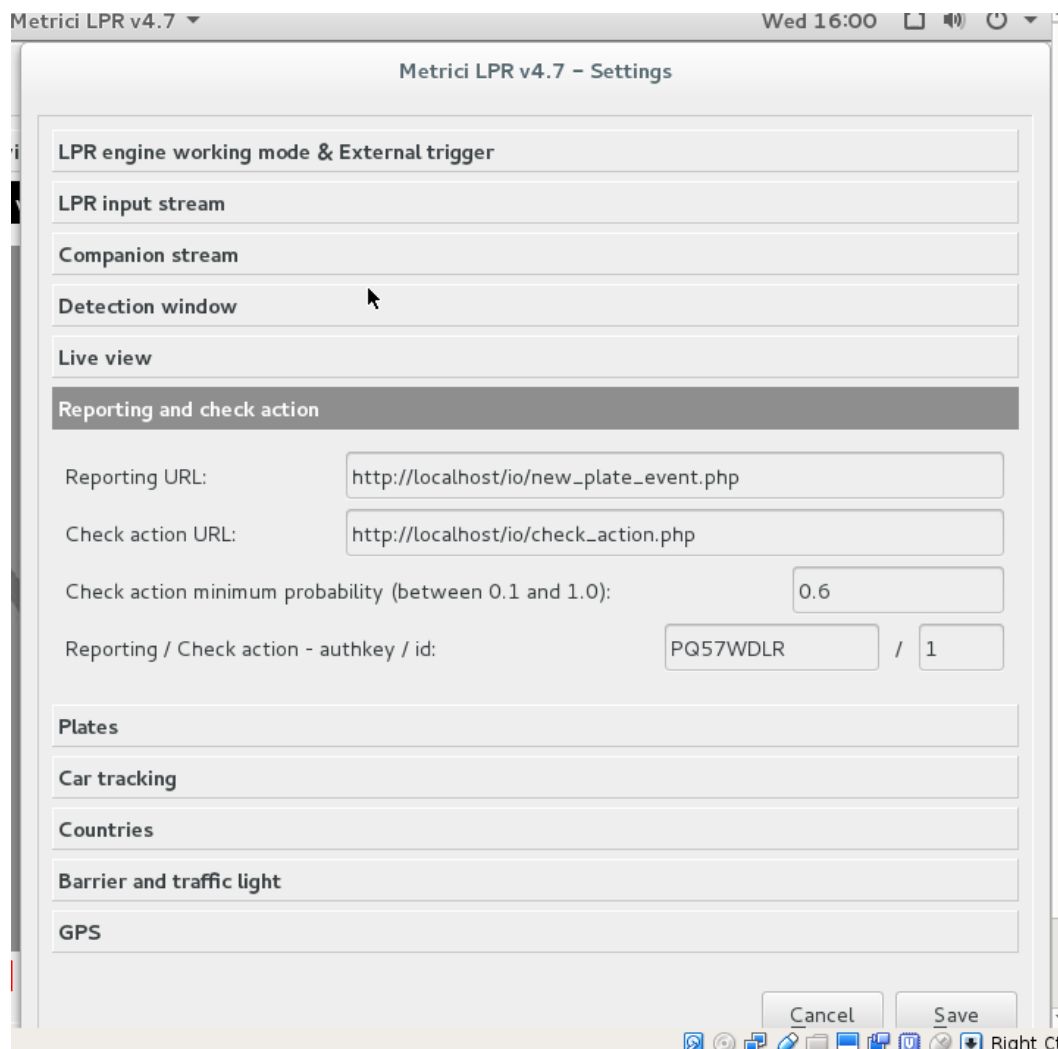 Metrici LPR v4.7 Wed 16:00
Metrici LPR v4.7 – Settings
LPR engine working mode & External trigger
LPR input stream
Companion stream
Detection window
Live view
Reporting and check action
Reporting URL: http://localhost/io/new_plate_event.php
Check action URL: http://localhost/io/check_action.php
Check action minimum probability (between 0.1 and 1.0): 0.6
Reporting / Check action - authkey / id: PQ57WDLR / 1
Plates
Car tracking
Countries
Barrier and traffic light
GPS
Cancel Save
Right